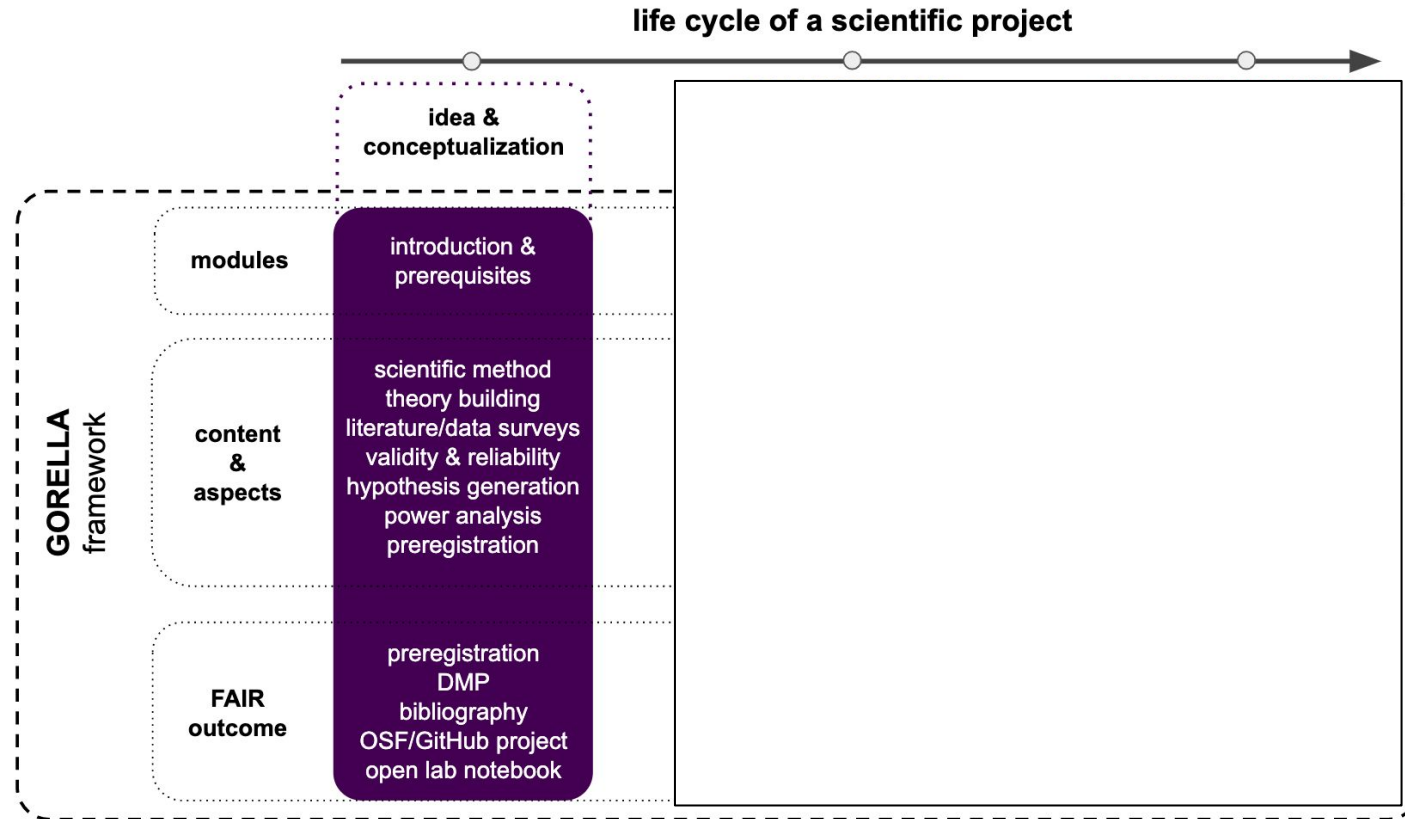 life cycle of a scientific project
idea &
conceptualization
modules
introduction &
prerequisites
GORELLA
framework
content
&
aspects
scientific method
theory building
literature/data surveys
validity & reliability
hypothesis generation
power analysis
preregistration
FAIR
outcome
preregistration
DMP
bibliography
OSF/GitHub project
open lab notebook